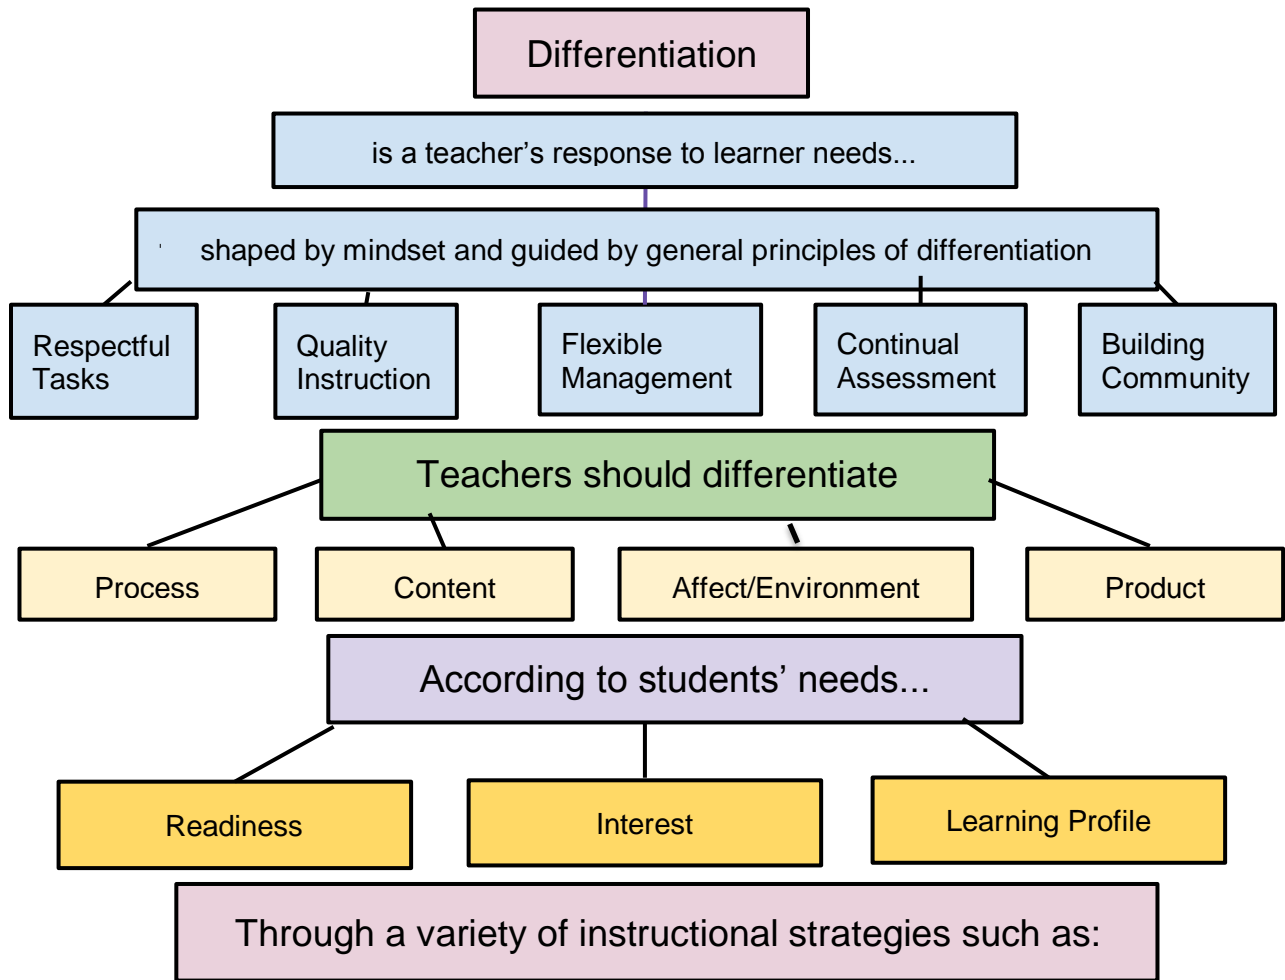 Differentiation
is a teacher’s response to learner needs...
shaped by mindset and guided by general principles of differentiation
Respectful
Tasks
Quality
Instruction
Flexible
Management
Continual
Assessment
Building
Community
Teachers should differentiate
Process
Content
Affect/Environment
Product
According to students’ needs...
Readiness
Interest
Learning Profile
Through a variety of instructional strategies such as: